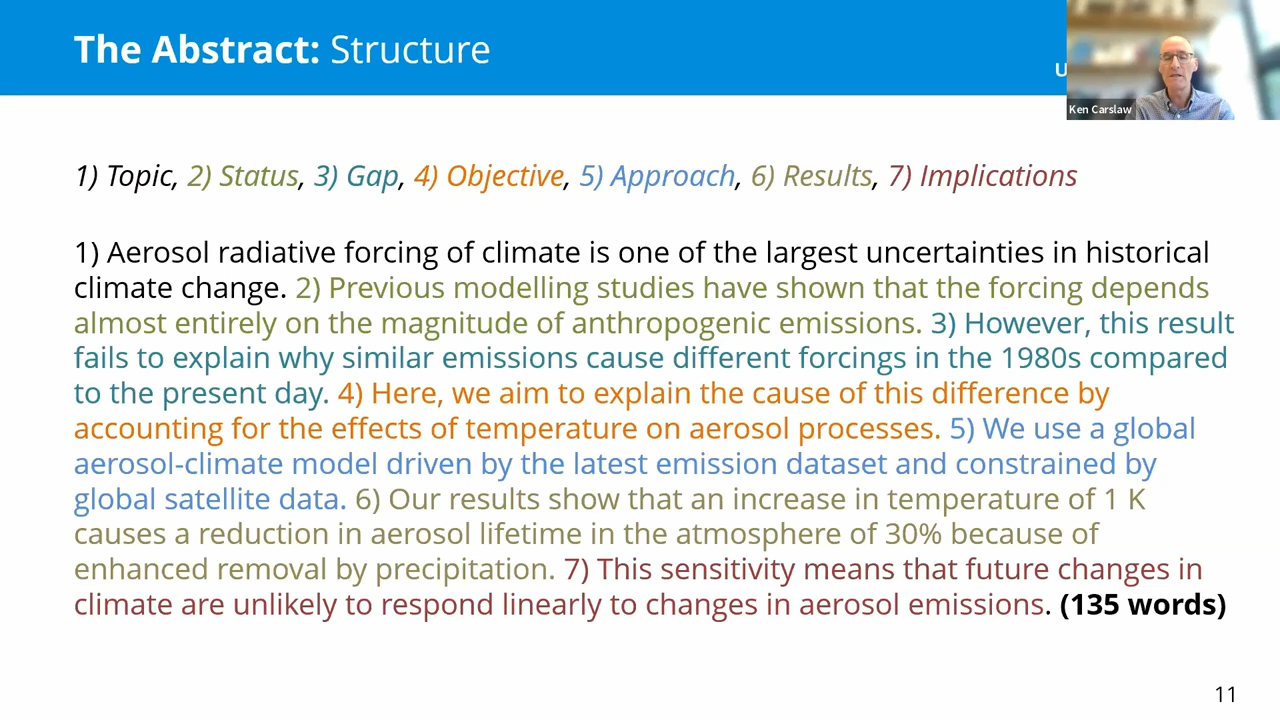 The Abstract: Structure
U
Ken Carslaw
1) Topic, 2) Status, 3) Gap, 4) Objective, 5) Approach, 6) Results, 7) Implications
1) Aerosol radiative forcing of climate is one of the largest uncertainties in historical
climate change. 2) Previous modelling studies have shown that the forcing depends
almost entirely on the magnitude of anthropogenic emissions. 3) However, this result
fails to explain why similar emissions cause different forcings in the 1980s compared
to the present day. 4) Here, we aim to explain the cause of this difference by
accounting for the effects of temperature on aerosol processes. 5) We use a global
aerosol-climate model driven by the latest emission dataset and constrained by
global satellite data. 6) Our results show that an increase in temperature of 1 K
causes a reduction in aerosol lifetime in the atmosphere of 30% because of
enhanced removal by precipitation. 7) This sensitivity means that future changes in
climate are unlikely to respond linearly to changes in aerosol emissions. (135 words)
11